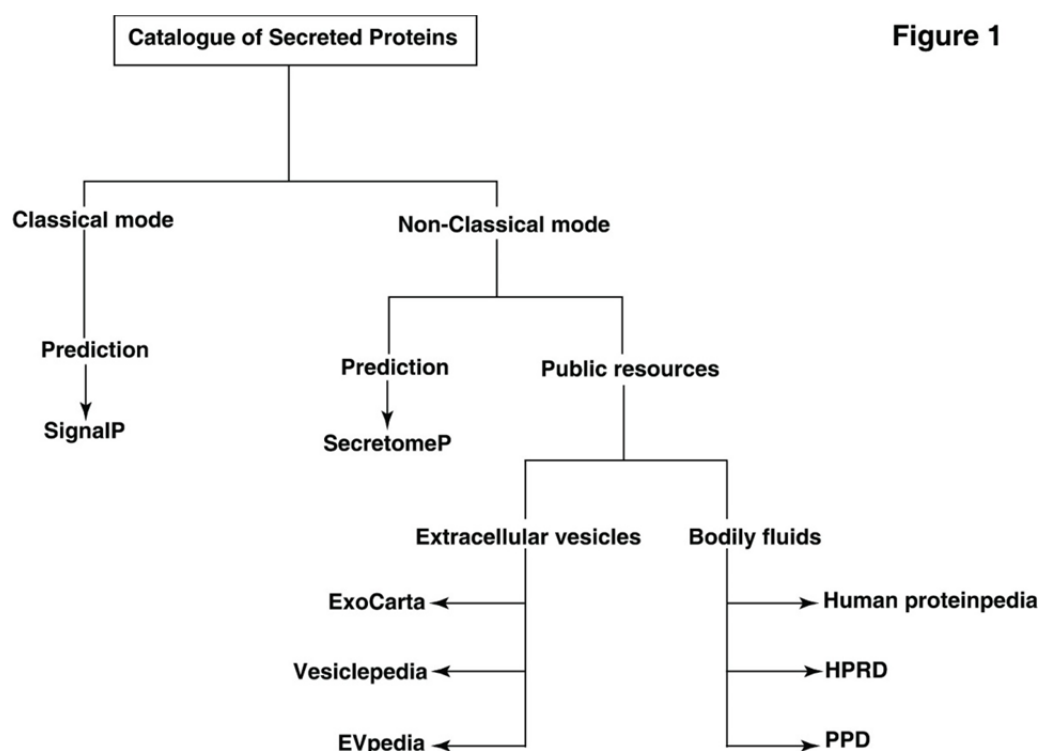 Catalogue of Secreted Proteins
Figure 1
Classical mode
Non-Classical mode
Prediction
SignalP
Prediction
SecretomeP
Public resources
Extracellular vesicles
Bodily fluids
ExoCarta
Vesiclepedia
EVpedia
Human proteinpedia
HPRD
PPD